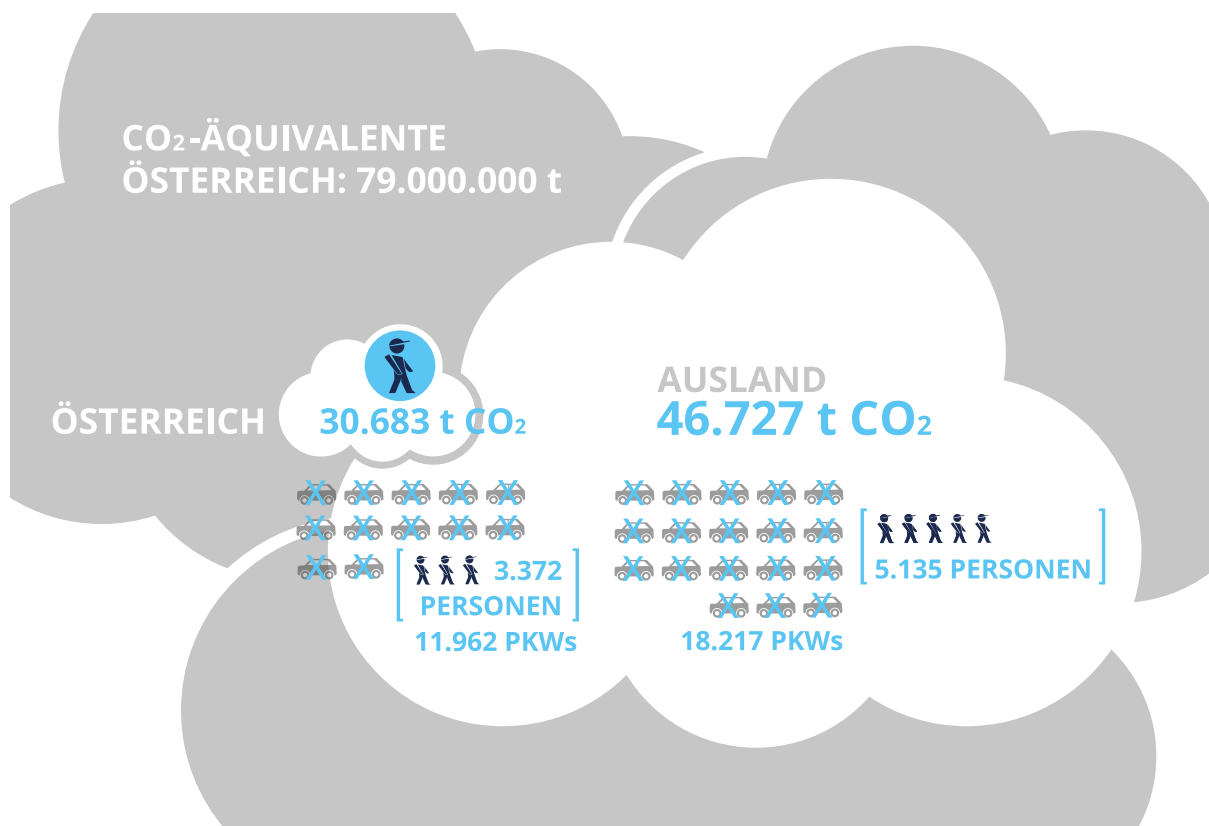 CO₂-ÄQUIVALENTE
ÖSTERREICH: 79.000.000 t
ÖSTERREICH
30.683 t CO₂
3.372
PERSONEN
11.962 PKWs
AUSLAND
46.727 t CO₂
5.135 PERSONEN
18.217 PKWs